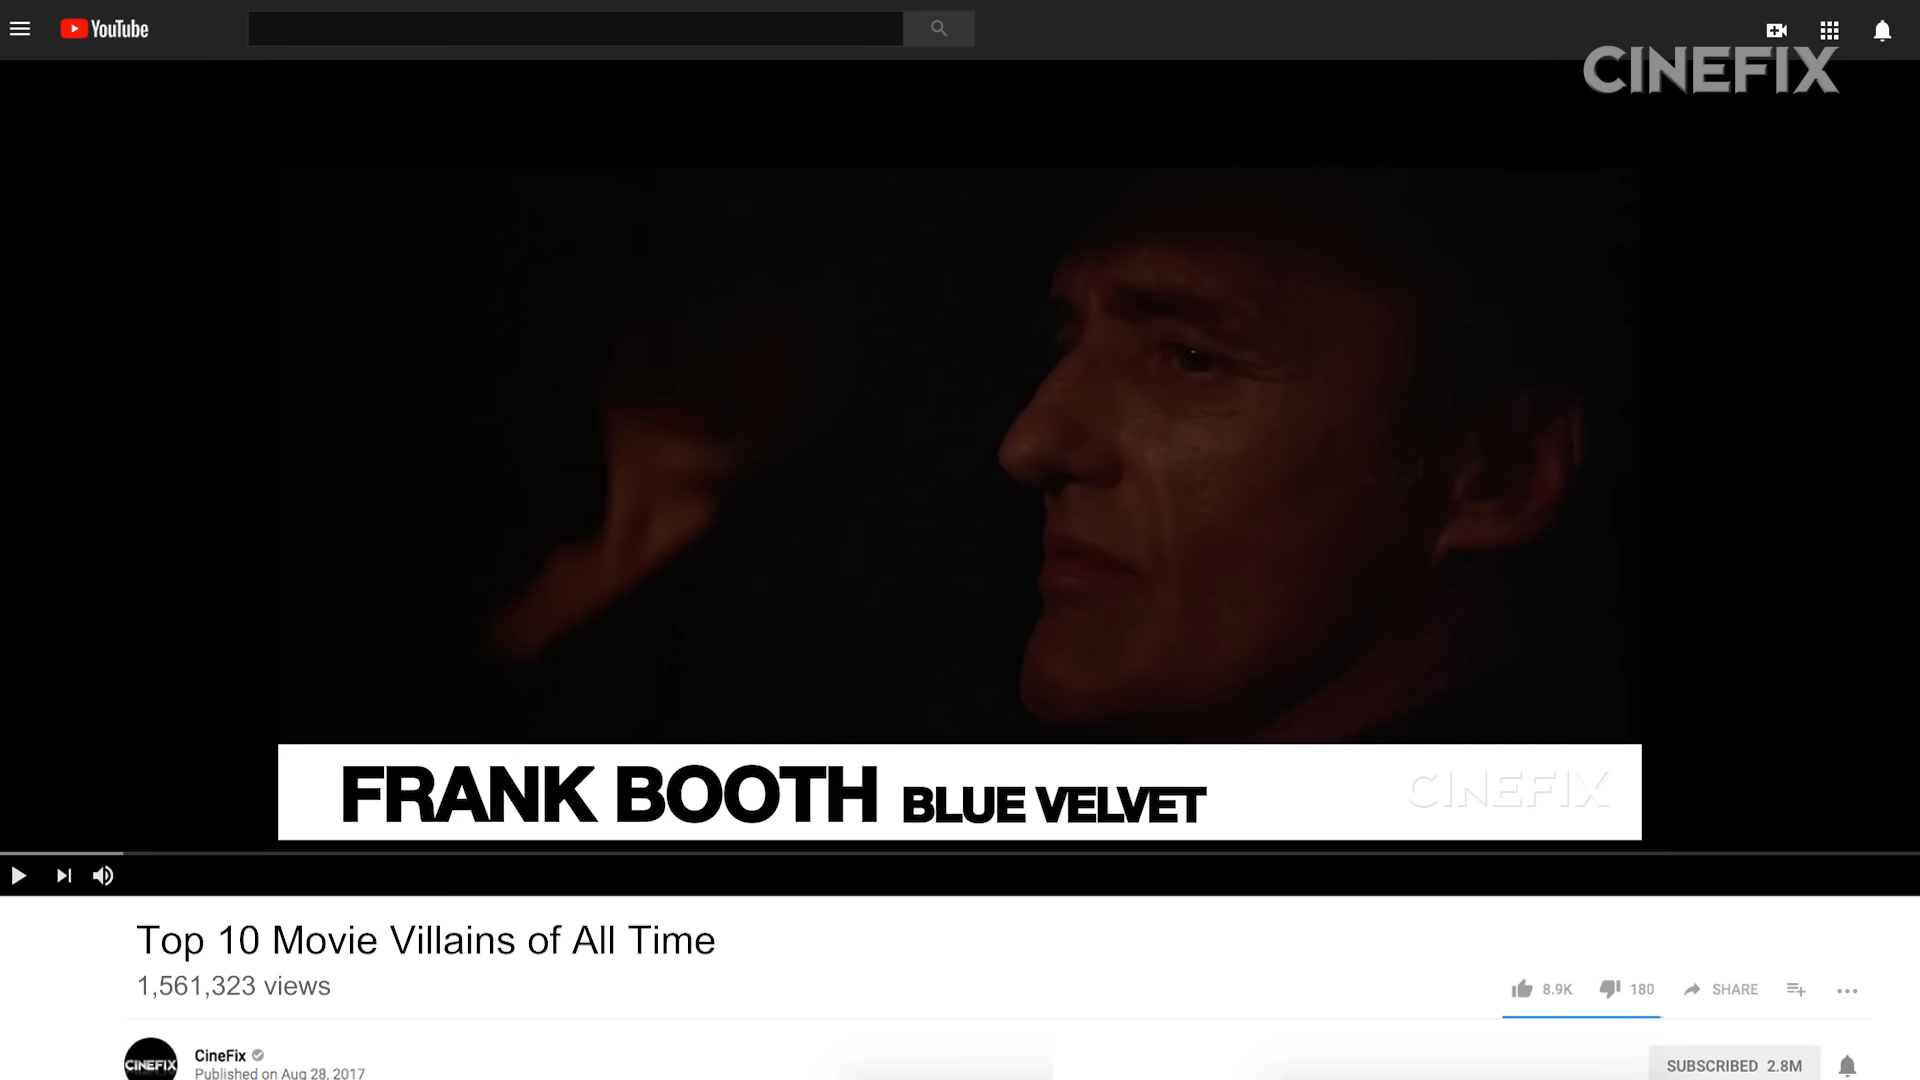 YouTube
CINEFIX
FRANK BOOTH BLUE VELVET
CINEFIX
Top 10 Movie Villains of All Time
1,561,323 views
8.9K
180
SHARE
CINEFIX
CineFix
Published on Aug 28, 2017
SUBSCRIBED 2.8M